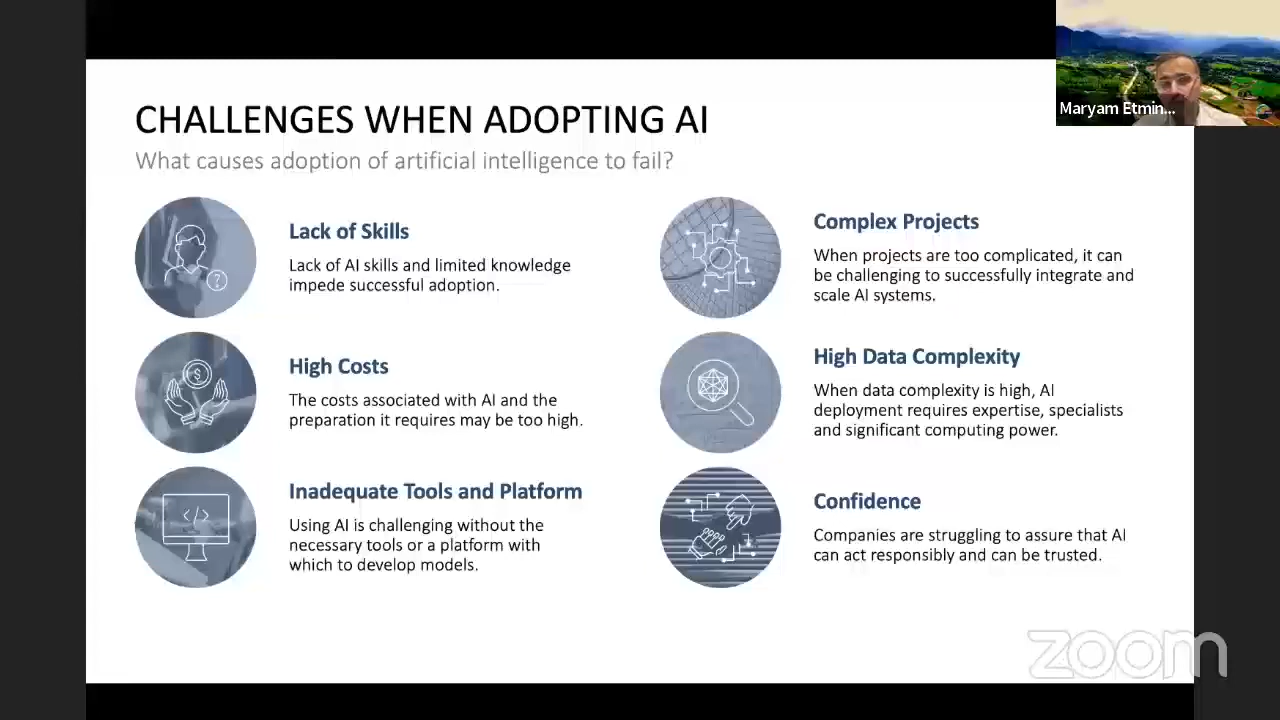 CHALLENGES WHEN ADOPTING AI
What causes adoption of artificial intelligence to fail?
Lack of Skills
Lack of AI skills and limited knowledge
impede successful adoption.
High Costs
The costs associated with AI and the
preparation it requires may be too high.
Inadequate Tools and Platform
Using AI is challenging without the
necessary tools or a platform with
which to develop models.
Complex Projects
When projects are too complicated, it can
be challenging to successfully integrate and
scale AI systems.
High Data Complexity
When data complexity is high, AI
deployment requires expertise, specialists
and significant computing power.
Confidence
Companies are struggling to assure that AI
can act responsibly and can be trusted.
Maryam Etmin...
zoom